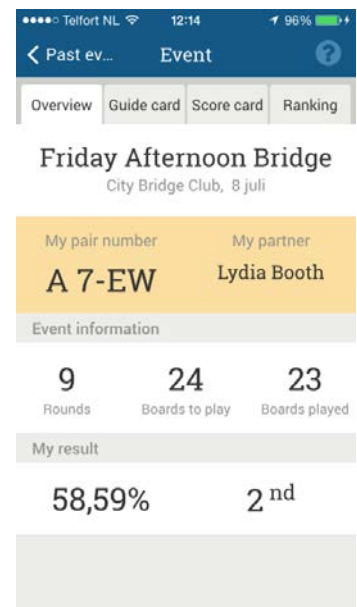 Telfort NL 12:14 96%
Past ev... Event ?
Overview Guide card Score card Ranking
Friday Afternoon Bridge
City Bridge Club, 8 juli
My pair number My partner
A 7-EW Lydia Booth
Event information
9 24 23
Rounds Boards to play Boards played
My result
58,59% 2 nd